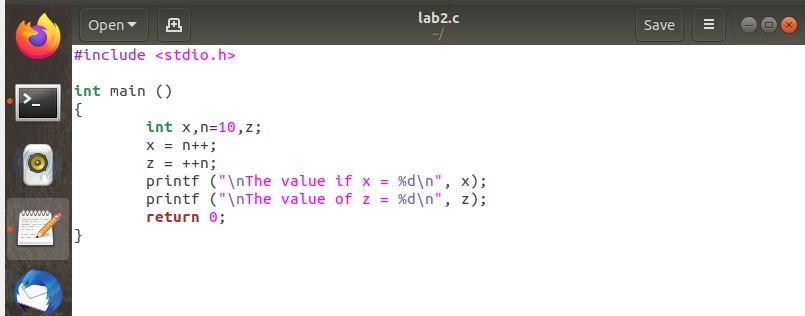 Open
lab2.c
~/
Save
#include <stdio.h>
int main ()
{
int x,n=10,z;
x = n++;
z = ++n;
printf ("\nThe value if x = %d\n", x);
printf ("\nThe value of z = %d\n", z);
return 0;
}